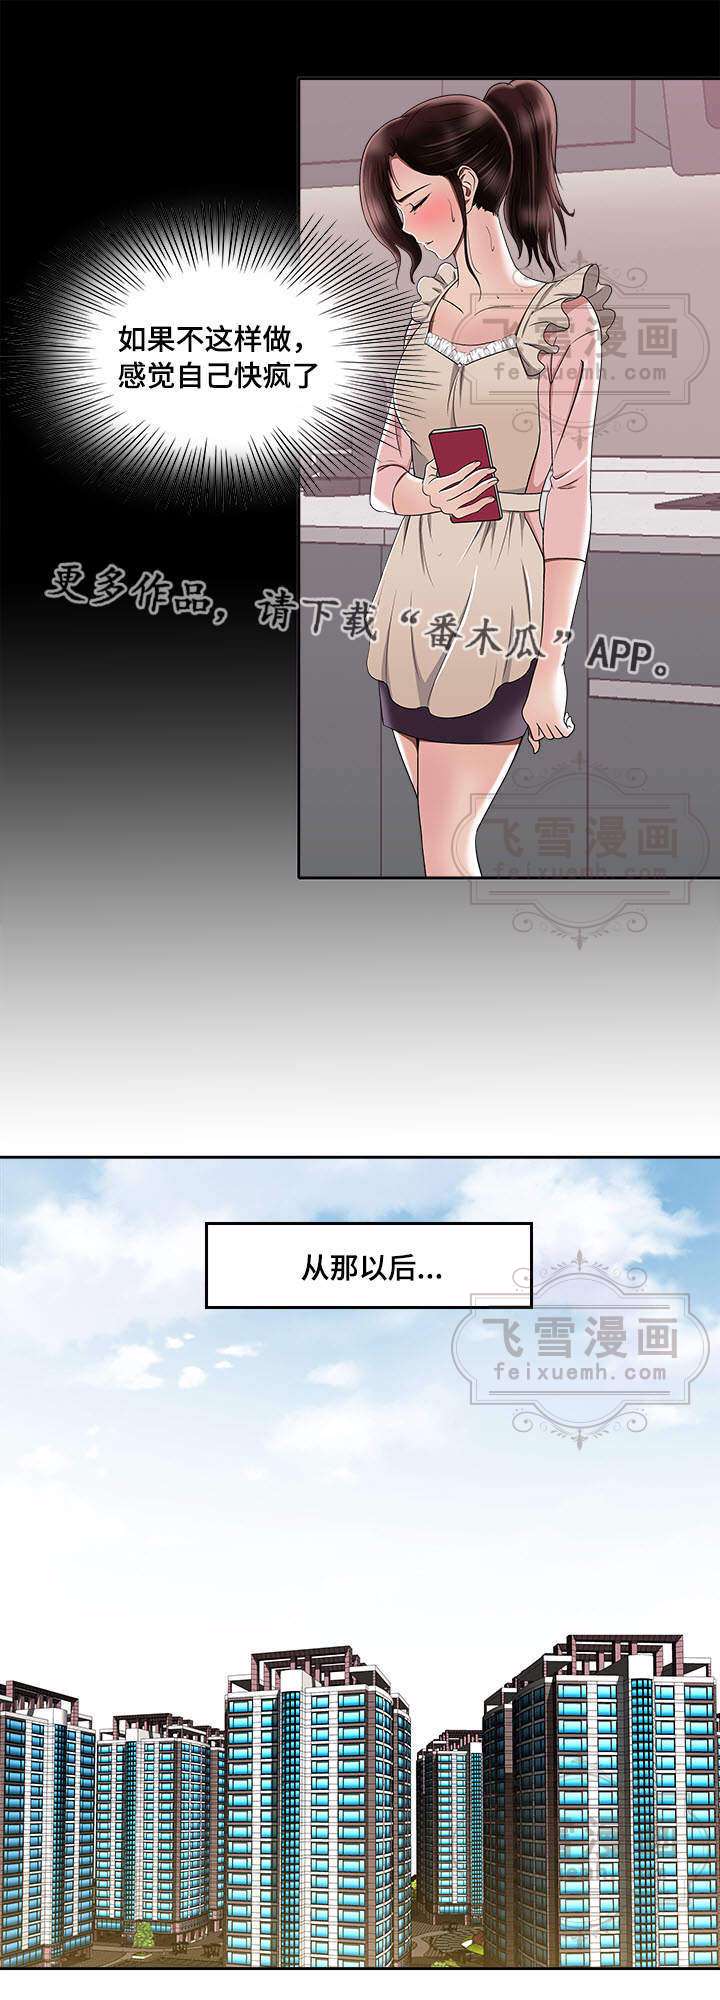 如果不这样做，
感觉自己快疯了
飞雪漫画
feixuemh.com
更多作品，请下载“番木瓜”APP。
飞雪漫画
feixuemh.com
从那以后...
飞雪漫画
feixuemh.com